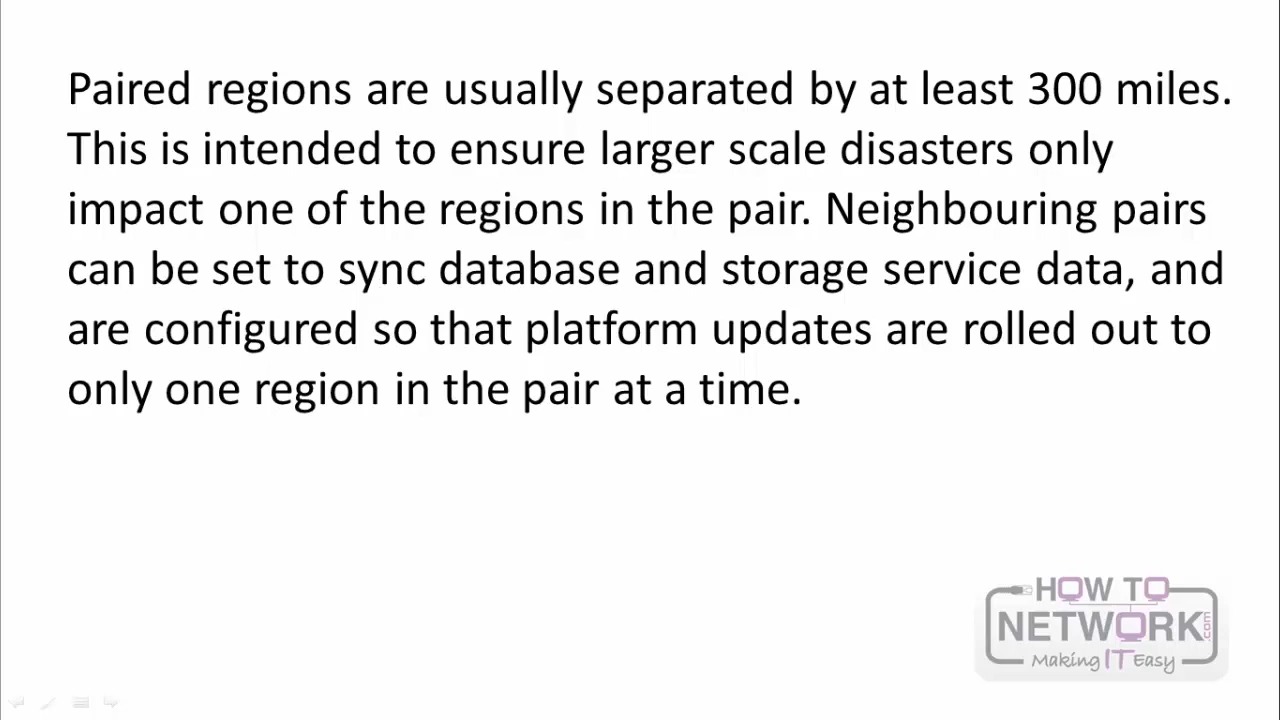 Paired regions are usually separated by at least 300 miles.
This is intended to ensure larger scale disasters only
impact one of the regions in the pair. Neighbouring pairs
can be set to sync database and storage service data, and
are configured so that platform updates are rolled out to
only one region in the pair at a time.
HOW TO
NETWORK.com
Making IT Easy